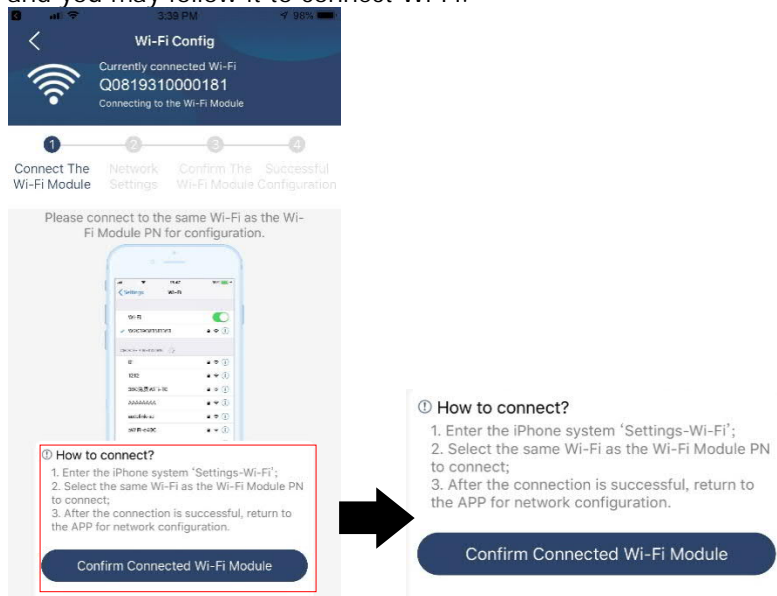 and you may follow it to connect Wi-Fi.
3:39 PM 98%
Wi-Fi Config
Currently connected Wi-Fi
Q0819310000181
Connecting to the Wi-Fi Module
1 2 3 4
Connect The Wi-Fi Module
Network Settings
Confirm The Wi-Fi Module
Successful Configuration
Please connect to the same Wi-Fi as the Wi-
Fi Module PN for configuration.
Settings Wi-Fi
Wi-Fi
1212
AAAAAAAA
How to connect?
1. Enter the iPhone system ‘Settings-Wi-Fi’;
2. Select the same Wi-Fi as the Wi-Fi Module PN
to connect;
3. After the connection is successful, return to
the APP for network configuration.
Confirm Connected Wi-Fi Module
How to connect?
1. Enter the iPhone system ‘Settings-Wi-Fi’;
2. Select the same Wi-Fi as the Wi-Fi Module PN
to connect;
3. After the connection is successful, return to
the APP for network configuration.
Confirm Connected Wi-Fi Module